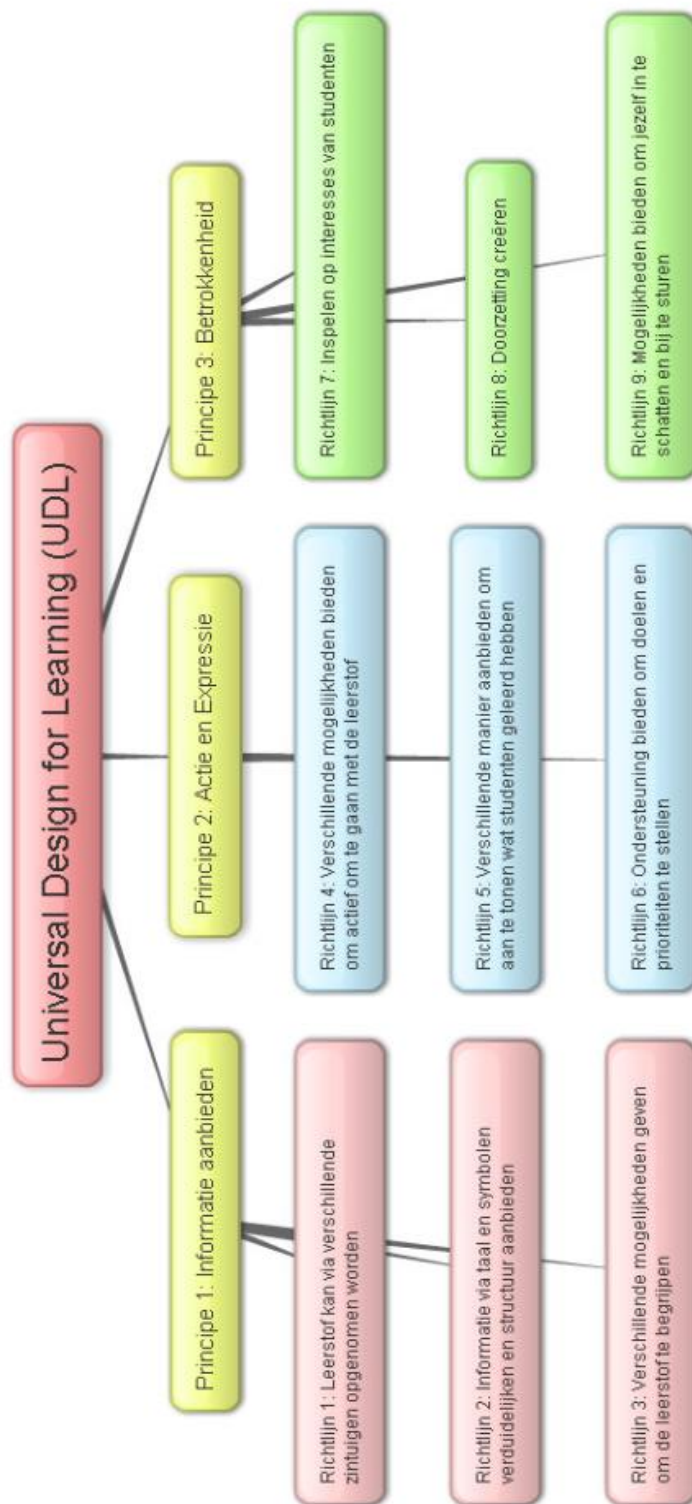 Universal Design for Learning (UDL)
Principe 1: Informatie aanbieden
Richtlijn 1: Leerstof kan via verschillende
zintuigen opgenomen worden
Richtlijn 2: Informatie via taal en symbolen
verduidelijken en structuur aanbieden
Richtlijn 3: Verschillende mogelijkheden geven
om de leerstof te begrijpen
Principe 2: Actie en Expressie
Richtlijn 4: Verschillende mogelijkheden bieden
om actief om te gaan met de leerstof
Richtlijn 5: Verschillende manier aanbieden om
aan te tonen wat studenten geleerd hebben
Richtlijn 6: Ondersteuning bieden om doelen en
prioriteiten te stellen
Principe 3: Betrokkenheid
Richtlijn 7: Inspelen op interesses van studenten
Richtlijn 8: Doorzetting creëren
Richtlijn 9: Mogelijkheden bieden om jezelf in te
schatten en bij te sturen